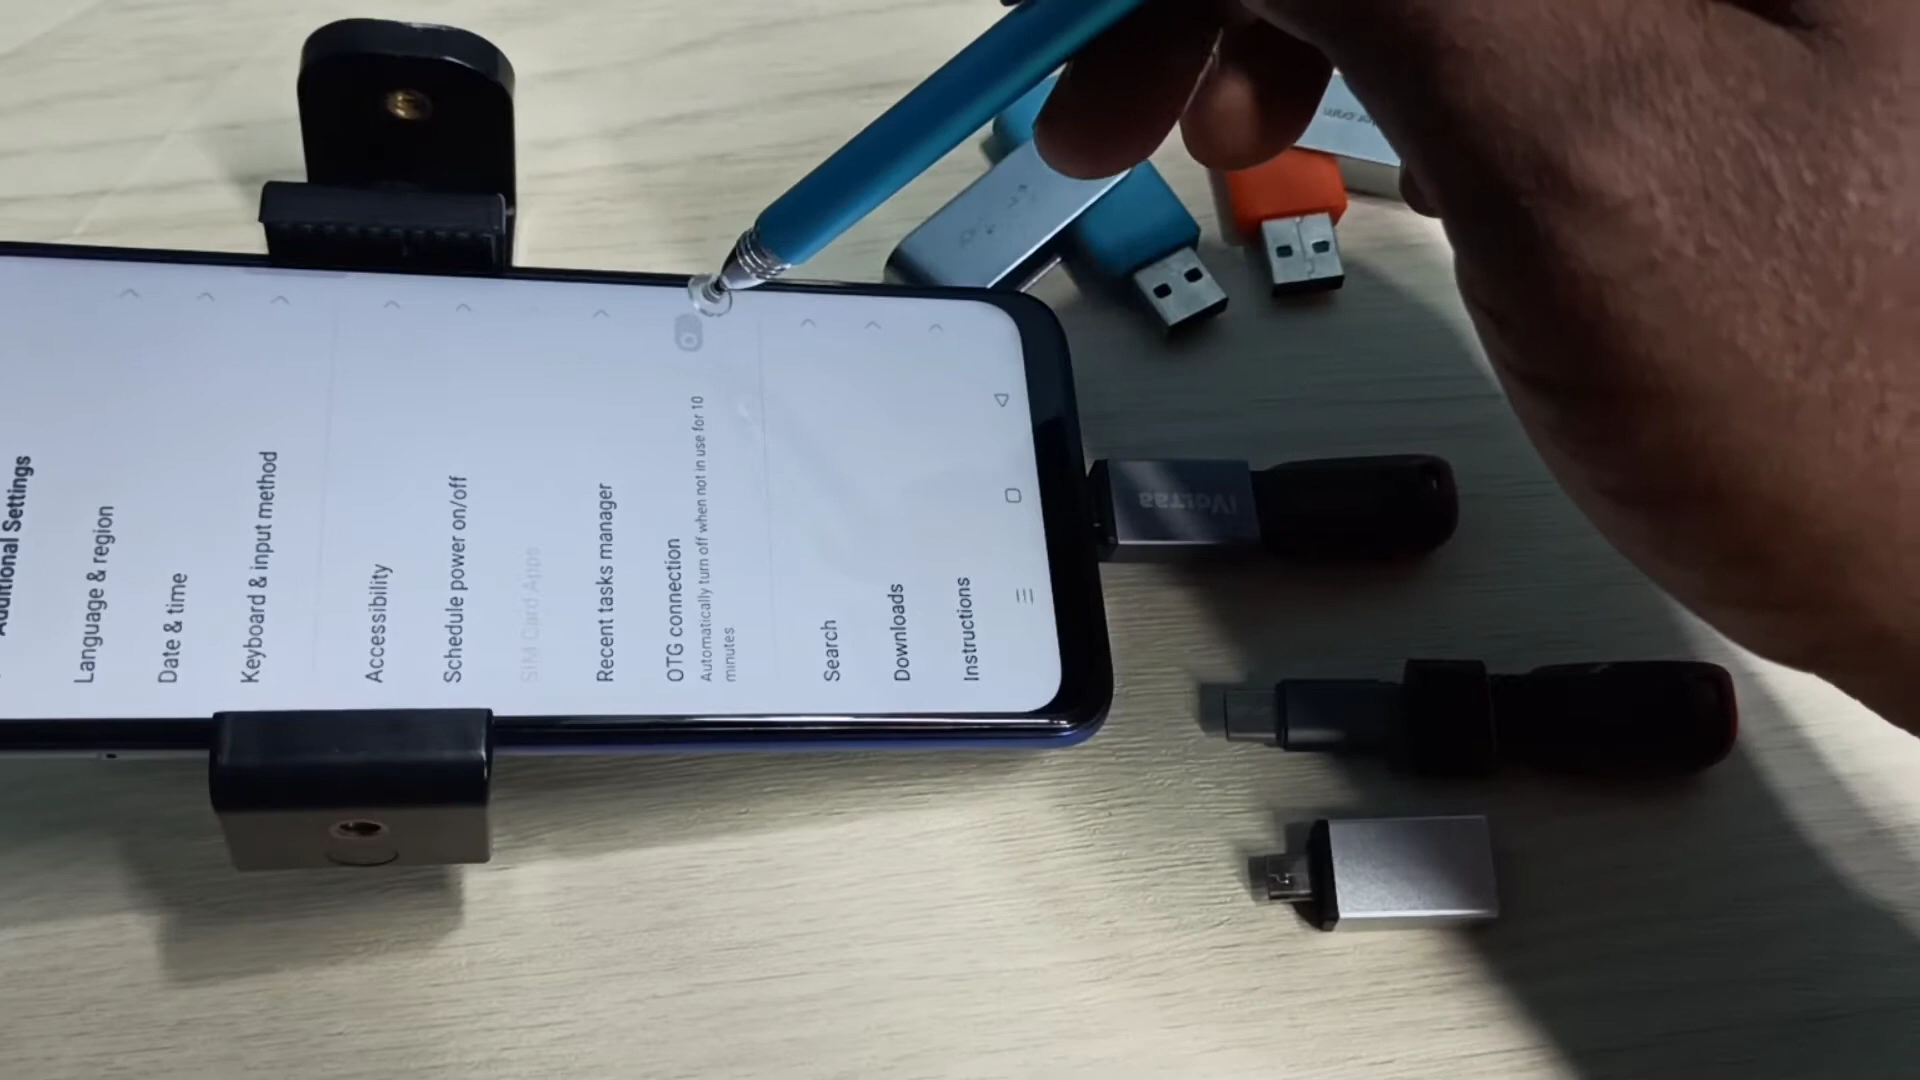 Additional Settings
Language & region
Date & time
Keyboard & input method
Accessibility
Schedule power on/off
SIM Card Apps
Recent tasks manager
OTG connection
Automatically turn off when not in use for 10
minutes
Search
Downloads
Instructions
iVoltaa